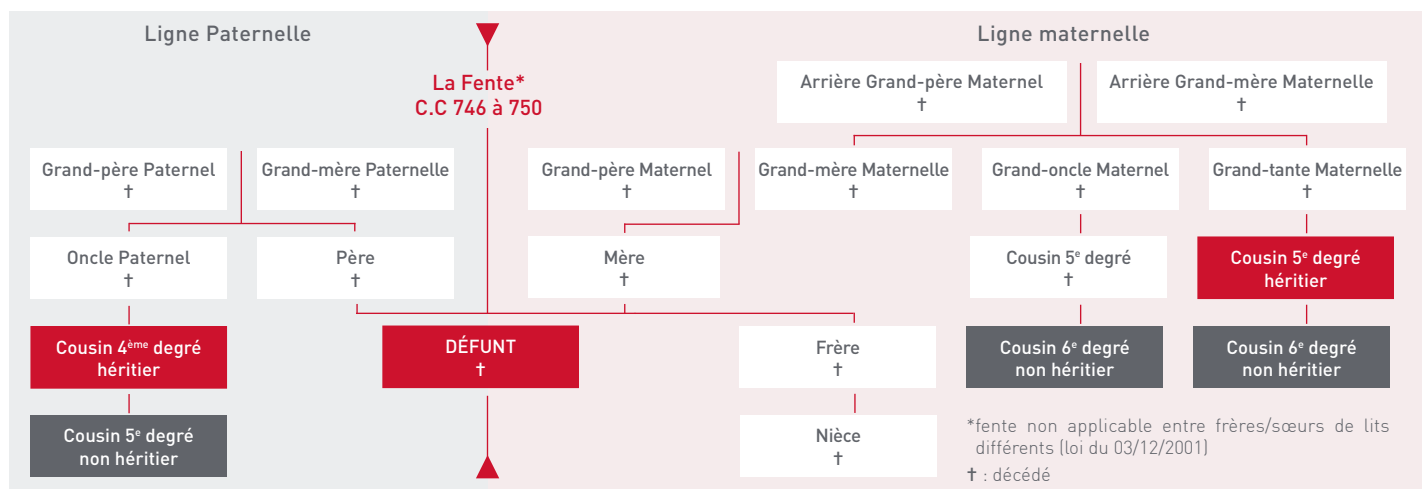 Ligne Paternelle
Ligne maternelle
La Fente*
C.C 746 à 750
Arrière Grand-père Maternel
†
Arrière Grand-mère Maternelle
†
Grand-père Paternel
†
Grand-mère Paternelle
†
Grand-père Maternel
†
Grand-mère Maternelle
†
Grand-oncle Maternel
†
Grand-tante Maternelle
†
Oncle Paternel
†
Père
†
Mère
†
Cousin 5e degré
†
Cousin 5e degré
héritier
Cousin 4ème degré
héritier
DÉFUNT
†
Frère
†
Cousin 6e degré
non héritier
Cousin 6e degré
non héritier
Cousin 5e degré
non héritier
Nièce
†
*fente non applicable entre frères/sœurs de lits
différents (loi du 03/12/2001)
† : décédé